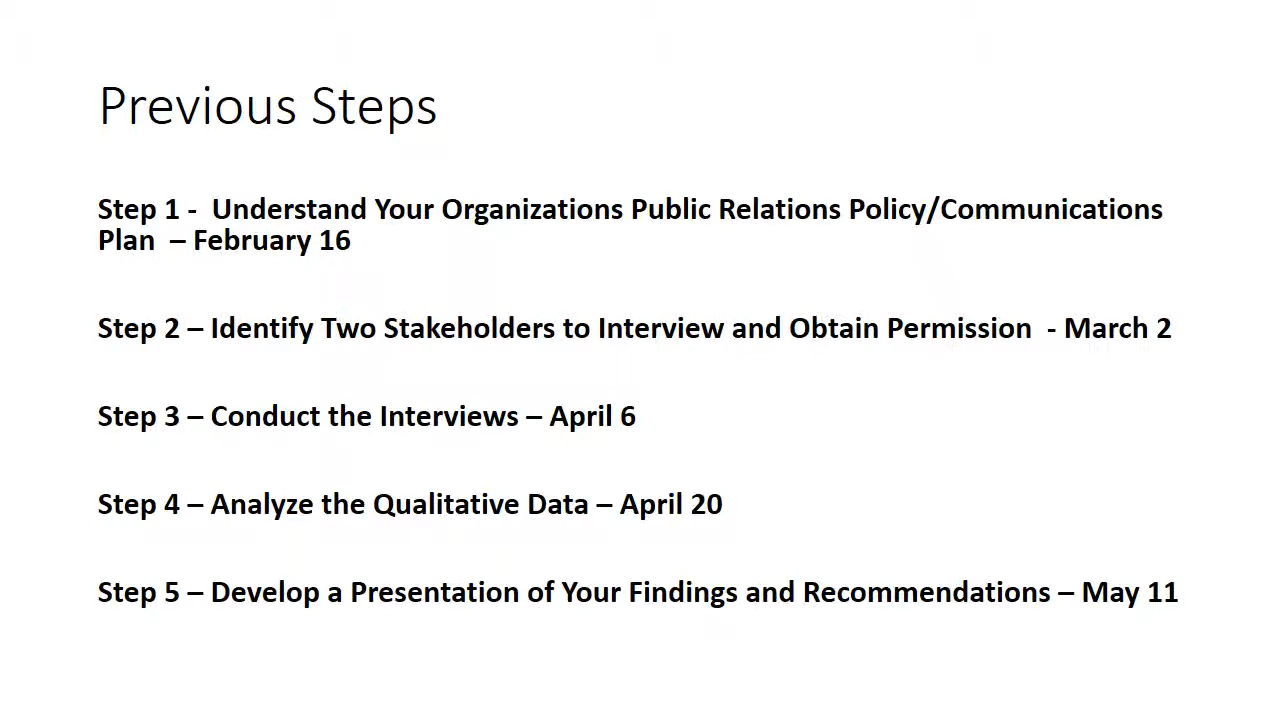 Previous Steps
Step 1 -  Understand Your Organizations Public Relations Policy/Communications
Plan  – February 16
Step 2 – Identify Two Stakeholders to Interview and Obtain Permission  - March 2
Step 3 – Conduct the Interviews – April 6
Step 4 – Analyze the Qualitative Data – April 20
Step 5 – Develop a Presentation of Your Findings and Recommendations – May 11